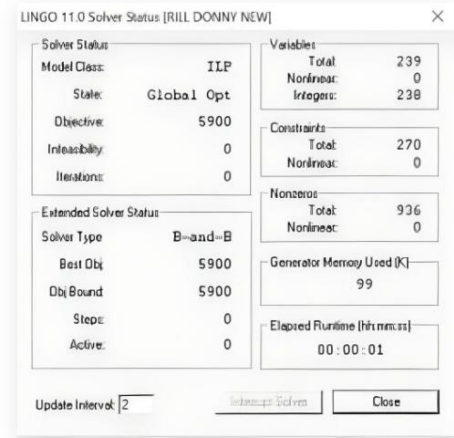 LINGO 11.0 Solver Status [RILL DONNY NEW]
Solver Status
Model Class: ILP
State: Global Opt
Objective: 5900
Infeasibility: 0
Iterations: 0
Extended Solver Status
Solver Type B-and-B
Best Obj: 5900
Obj Bound: 5900
Steps: 0
Active: 0
Variables
Total: 239
Nonlinear: 0
Integers: 238
Constraints
Total: 270
Nonlinear: 0
Nonzeros
Total: 936
Nonlinear: 0
Generator Memory Used (K)
99
Elapsed Runtime (hh:mm:ss)
00:00:01
Update Interval: 2
Interrupt Solver
Close